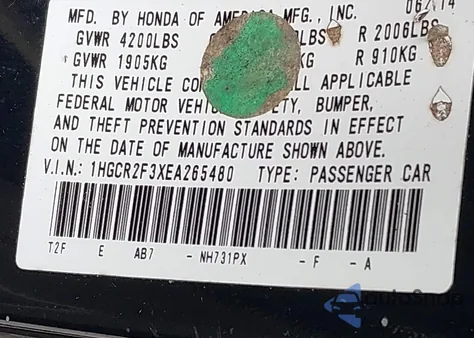 MFD. BY HONDA OF AMERICA MFG., INC. 06/14
GVWR 4200LBS R 2006LBS
GVWR 1905KG KG R 910KG
THIS VEHICLE ALL APPLICABLE
FEDERAL MOTOR BUMPER,
AND THEFT PREVENTION STANDARDS IN EFFECT
ON THE DATE OF MANUFACTURE SHOWN ABOVE.
V.I.N.: 1HGCR2F3XEA265480 TYPE: PASSENGER CAR
T2F E AB7 - NH731PX - F - A